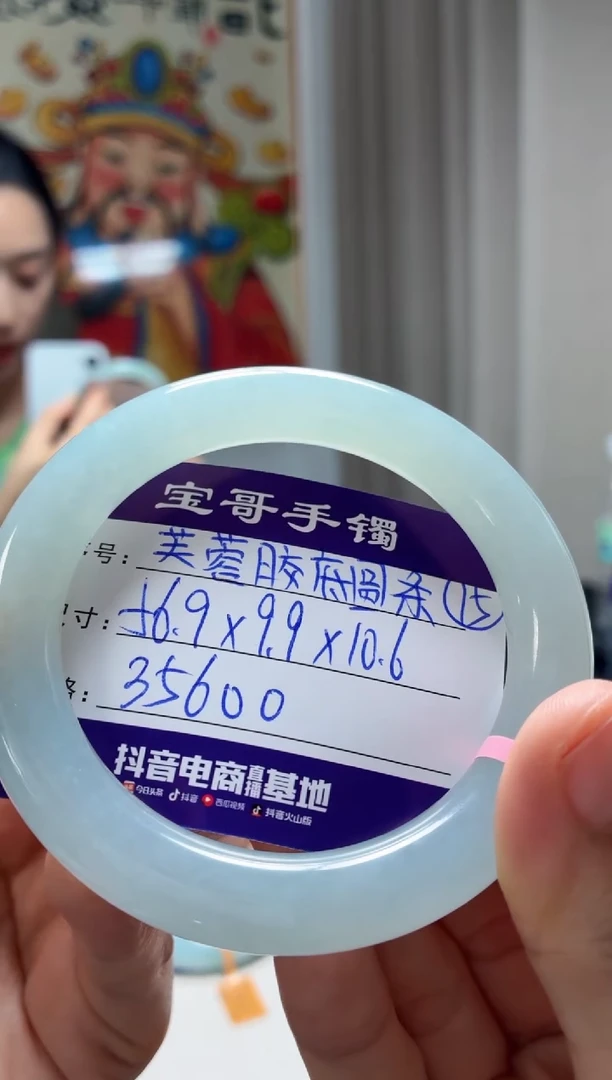 宝哥手镯
号: 芙蓉胶底圆条(15)
寸: 56.9x9.9x10.6
: 35600
抖音电商直播基地
今日头条 抖音 西瓜视频 抖音火山版